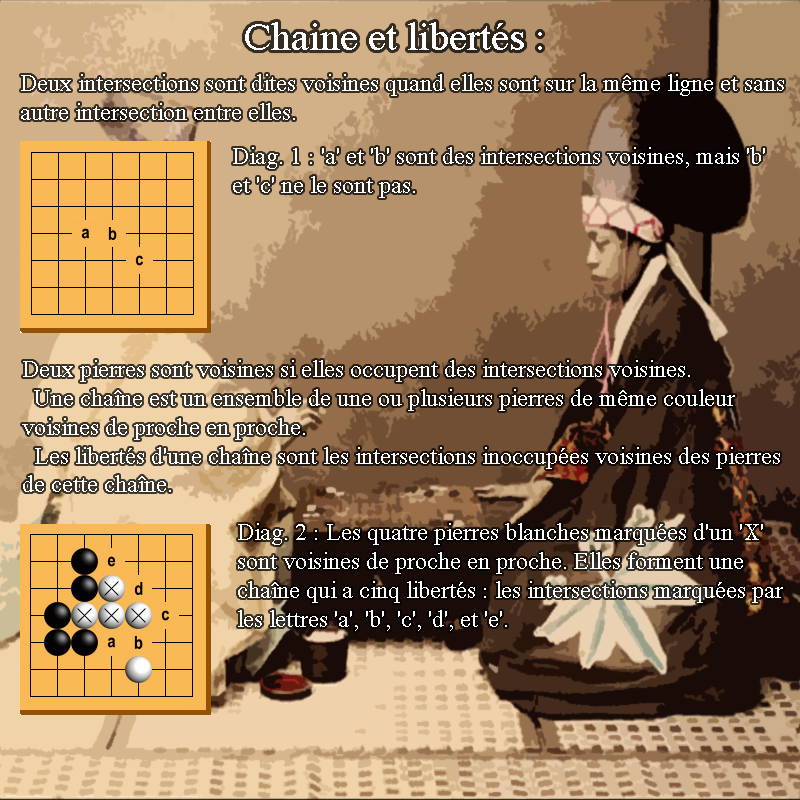 Chaine et libertés :
Deux intersections sont dites voisines quand elles sont sur la même ligne et sans
autre intersection entre elles.
Diag. 1 : 'a' et 'b' sont des intersections voisines, mais 'b'
et 'c' ne le sont pas.
a b
c
Deux pierres sont voisines si elles occupent des intersections voisines.
Une chaîne est un ensemble de une ou plusieurs pierres de même couleur
voisines de proche en proche.
Les libertés d'une chaîne sont les intersections inoccupées voisines des pierres
de cette chaîne.
Diag. 2 : Les quatre pierres blanches marquées d'un 'X'
sont voisines de proche en proche. Elles forment une
chaîne qui a cinq libertés : les intersections marquées par
les lettres 'a', 'b', 'c', 'd', et 'e'.
e
d
c
a b